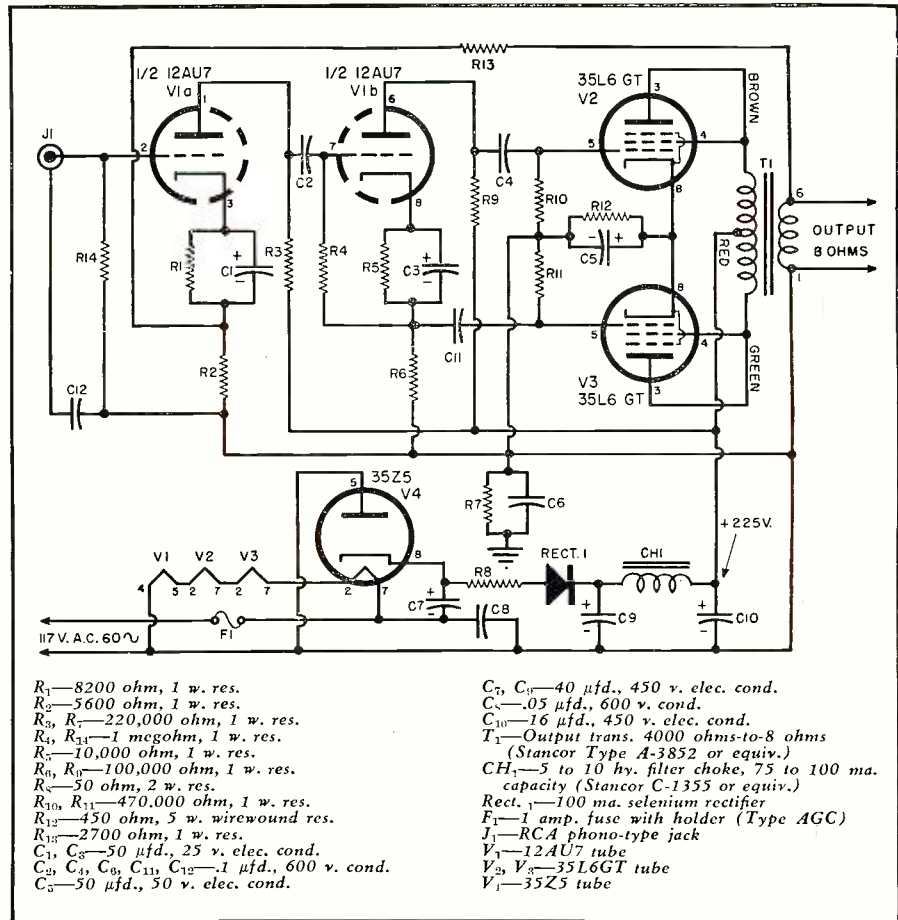 R13
1/2 12AU7
V1a
1
1/2 12AU7
V1b
6
35L6 GT
V2
3
BROWN
J1
2
3
C2
7
8
C4
5
4
8
T1
6
OUTPUT
8 OHMS
1
RED
R14
R1
C1
+
-
R3
R4
R5
C3
+
-
R9
R10
R12
- +
C5
R11
C11
5
8
4
3
V3
35L6 GT
GREEN
R2
R6
C12
35Z5
V4
5
8
2
7
R7
C6
+225V.
V1
V2
V3
4
5
2
7
2
7
R8
RECT. 1
CH1
C7
+
-
C8
C9
+
-
C10
+
-
F1
117 V. A.C. 60∿
R₁—8200 ohm, 1 w. res.
R₂—5600 ohm, 1 w. res.
R₃, R₇—220,000 ohm, 1 w. res.
R₄, R₁₄—1 megohm, 1 w. res.
R₅—10,000 ohm, 1 w. res.
R₆, R₉—100,000 ohm, 1 w. res.
R₈—50 ohm, 2 w. res.
R₁₀, R₁₁—470,000 ohm, 1 w. res.
R₁₂—450 ohm, 5 w. wirewound res.
R₁₃—2700 ohm, 1 w. res.
C₁, C₃—50 μfd., 25 v. elec. cond.
C₂, C₄, C₆, C₁₁, C₁₂—.1 μfd., 600 v. cond.
C₅—50 μfd., 50 v. elec. cond.
C₇, C₉—40 μfd., 450 v. elec. cond.
C₈—.05 μfd., 600 v. cond.
C₁₀—16 μfd., 450 v. elec. cond.
T₁—Output trans. 4000 ohms-to-8 ohms
(Stancor Type A-3852 or equiv.)
CH₁—5 to 10 hy. filter choke, 75 to 100 ma.
capacity (Stancor C-1355 or equiv.)
Rect. ₁—100 ma. selenium rectifier
F₁—1 amp. fuse with holder (Type AGC)
J₁—RCA phono-type jack
V₁—12AU7 tube
V₂, V₃—35L6GT tube
V₄—35Z5 tube